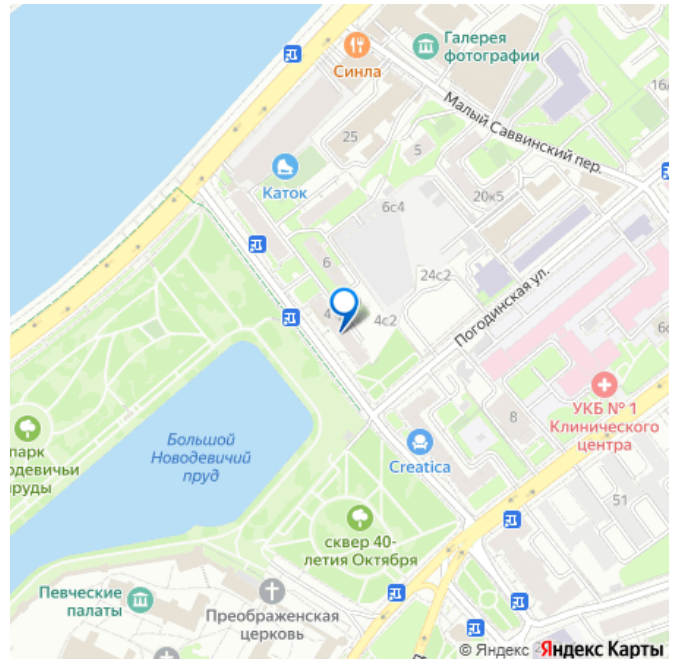 Галерея
фотографии
Синла
Малый Саввинский пер.
25
5
Каток
20к5
6с4
6
24с2
Погодинская ул.
4
4с2
УКБ № 1
Клинического
центра
8
парк
одевичьи
пруды
Большой
Новодевичий
пруд
Creatica
51
сквер 40-
летия Октября
Певческие
палаты
Преображенская
церковь
© Яндекс Яндекс Карты